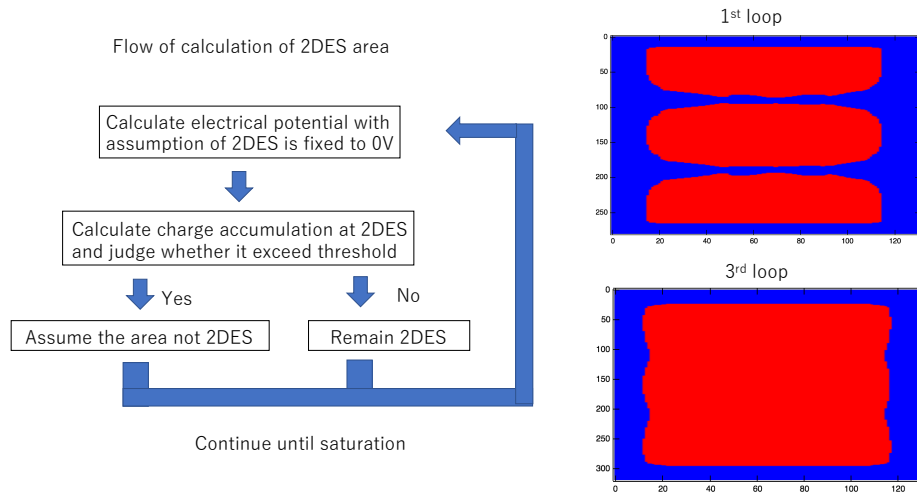 Flow of calculation of 2DES area
Calculate electrical potential with
assumption of 2DES is fixed to 0V
Calculate charge accumulation at 2DES
and judge whether it exceed threshold
Yes
No
Assume the area not 2DES
Remain 2DES
Continue until saturation
1st loop
0
50
100
150
200
250
0 20 40 60 80 100 120
3rd loop
0
50
100
150
200
250
300
0 20 40 60 80 100 120